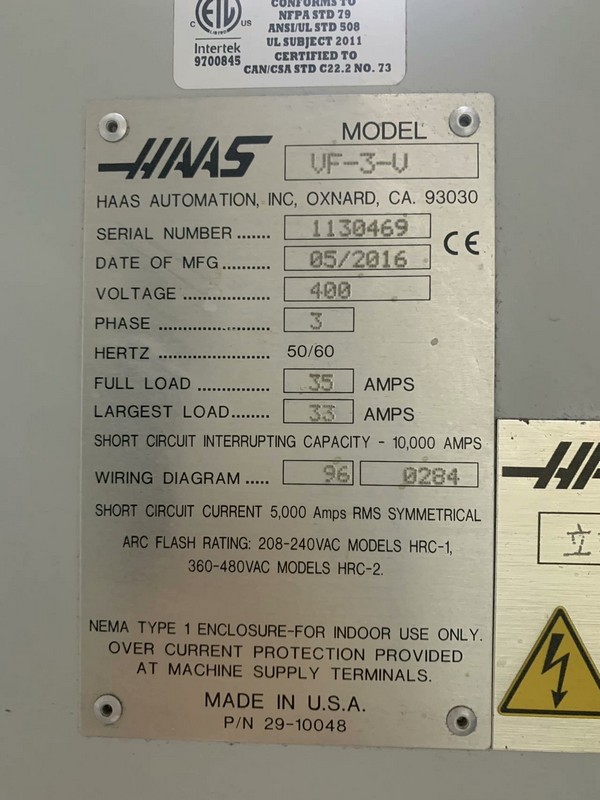 CONFORMS TO
NFPA STD 79
ANSI/UL STD 508
UL SUBJECT 2011
CERTIFIED TO
CAN/CSA STD C22.2 NO. 73
C ETL US
Intertek
9700845
HAAS
MODEL
VF-3-V
HAAS AUTOMATION, INC, OXNARD, CA. 93030
SERIAL NUMBER ....... 1130469
CE
DATE OF MFG.......... 05/2016
VOLTAGE ................. 400
PHASE ...................... 3
HERTZ ...................... 50/60
FULL LOAD .............. 35 AMPS
LARGEST LOAD........ 33 AMPS
SHORT CIRCUIT INTERRUPTING CAPACITY - 10,000 AMPS
WIRING DIAGRAM ..... 96 0284
SHORT CIRCUIT CURRENT 5,000 Amps RMS SYMMETRICAL
ARC FLASH RATING: 208-240VAC MODELS HRC-1,
360-480VAC MODELS HRC-2.
NEMA TYPE 1 ENCLOSURE-FOR INDOOR USE ONLY.
OVER CURRENT PROTECTION PROVIDED
AT MACHINE SUPPLY TERMINALS.
MADE IN U.S.A.
P/N 29-10048
立